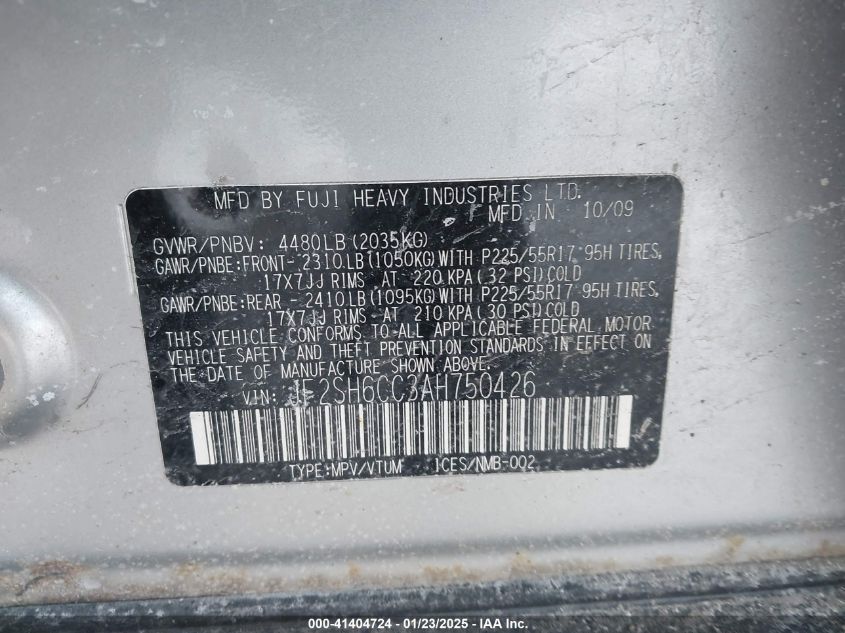 MFD BY FUJI HEAVY INDUSTRIES LTD.
MFD IN 10/09
GVWR/PNBV: 4480LB(2035KG)
GAWR/PNBE:FRONT- 2310LB(1050KG)WITH P225/55R17 95H TIRES,
17X7JJ RIMS AT 220 KPA(32 PSI)COLD
GAWR/PNBE:REAR - 2410LB(1095KG)WITH P225/55R17 95H TIRES,
17X7JJ RIMS AT 210 KPA(30 PSI)COLD
THIS VEHICLE CONFORMS TO ALL APPLICABLE FEDERAL MOTOR
VEHICLE SAFETY AND THEFT PREVENTION STANDARDS IN EFFECT ON
THE DATE OF MANUFACTURE SHOWN ABOVE.
VIN: JF2SH6CC3AH750426
TYPE:MPV/VTUM ICES/NMB-002
000-41404724 - 01/23/2025 - IAA Inc.